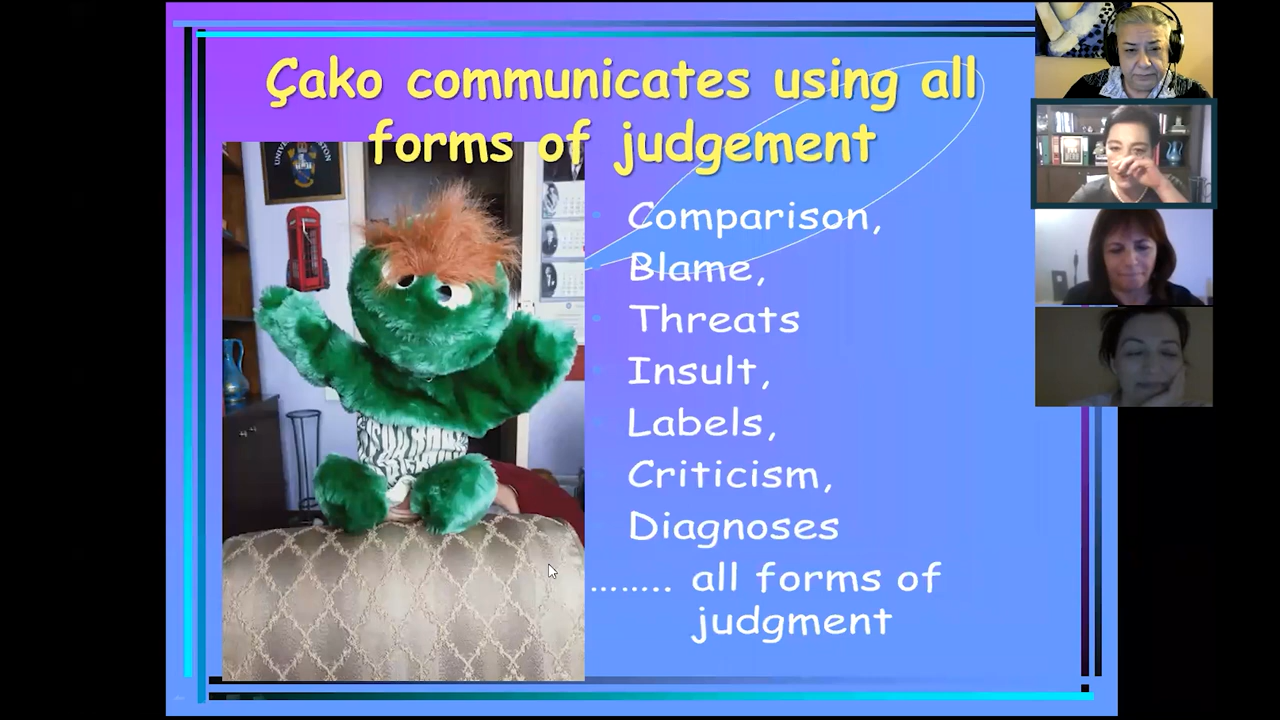 Çako communicates using all
forms of judgement
Comparison,
Blame,
Threats
Insult,
Labels,
Criticism,
Diagnoses
........ all forms of
judgment